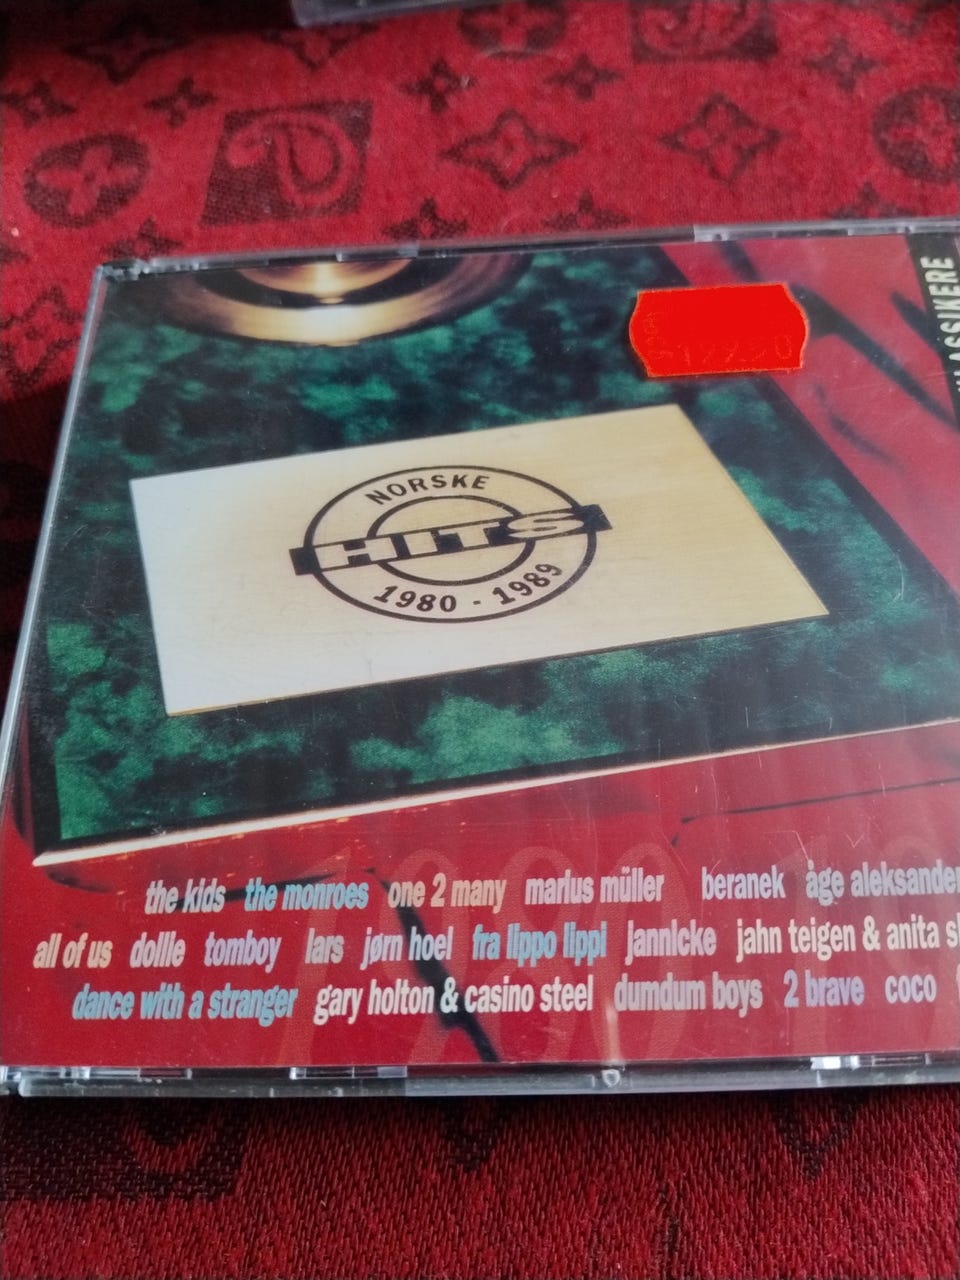 KLASSIKERE
NORSKE
HITS
1980 - 1989
the kids the monroes one 2 many marius müller beranek åge aleksander
all of us dollie tomboy lars jørn hoel fra lippo lippi jannicke jahn teigen & anita
dance with a stranger gary holton & casino steel dumdum boys 2 brave coco